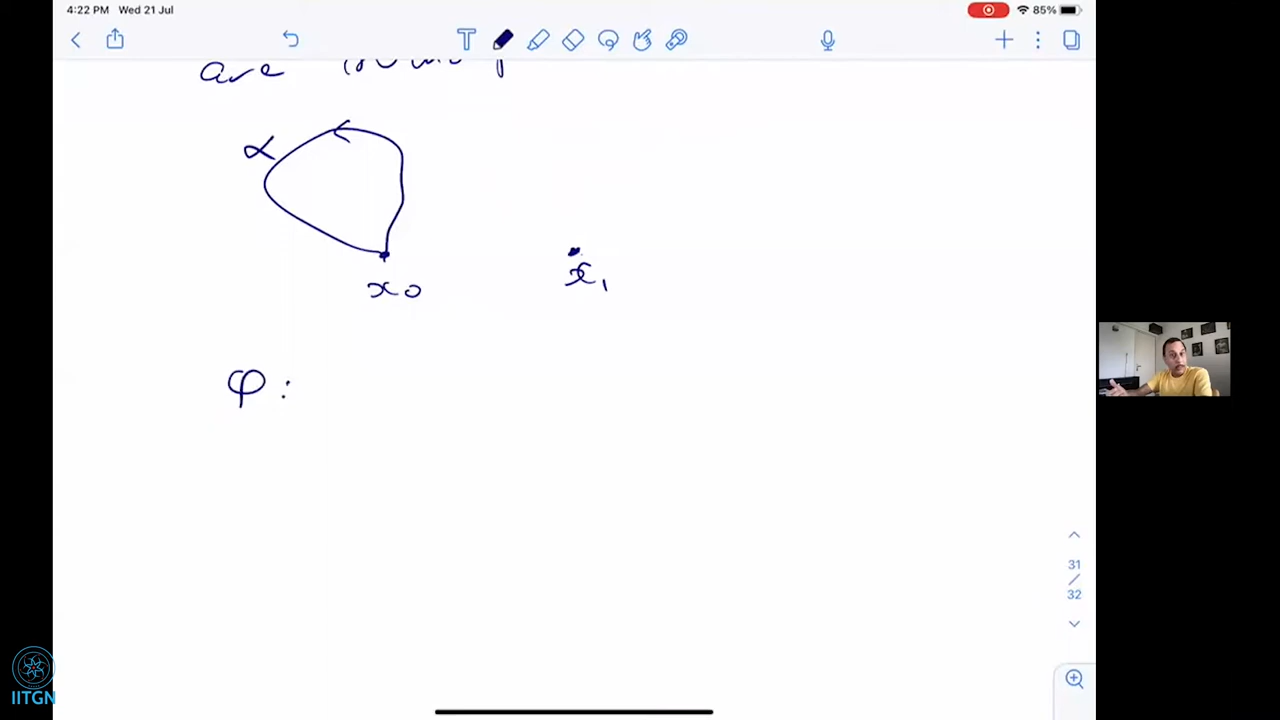 4:22 PM Wed 21 Jul
85%
are
α
x0
x₁
φ :
31
/
32
IITGN